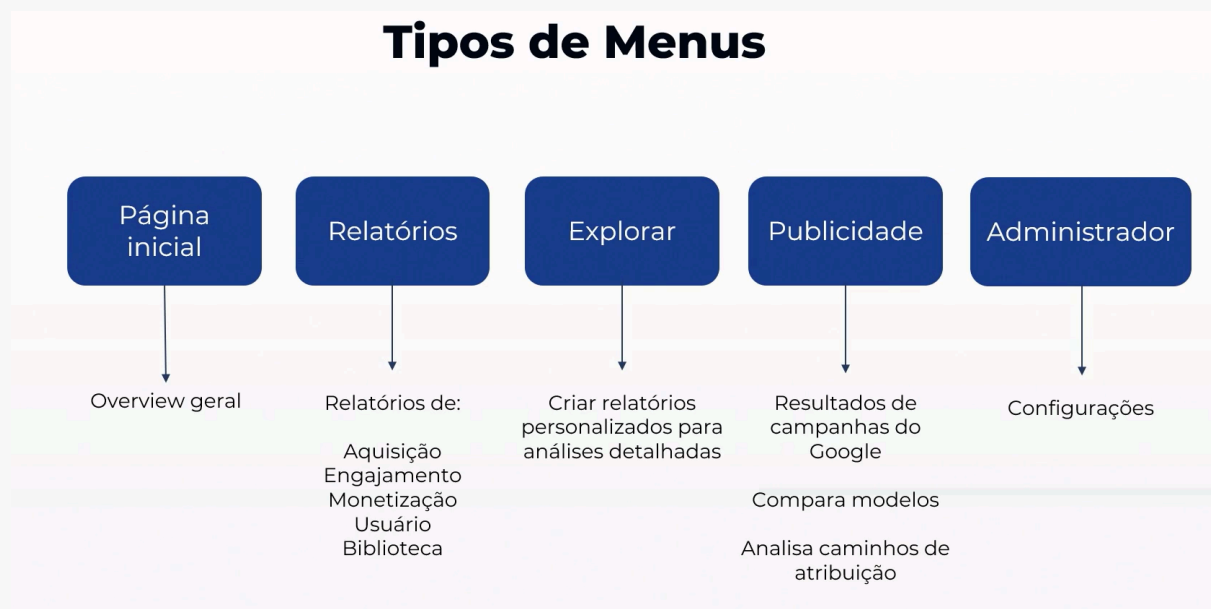 Tipos de Menus
Página
inicial
Relatórios
Explorar
Publicidade
Administrador
Overview geral
Relatórios de:
Aquisição
Engajamento
Monetização
Usuário
Biblioteca
Criar relatórios
personalizados para
análises detalhadas
Resultados de
campanhas do
Google
Compara modelos
Analisa caminhos de
atribuição
Configurações